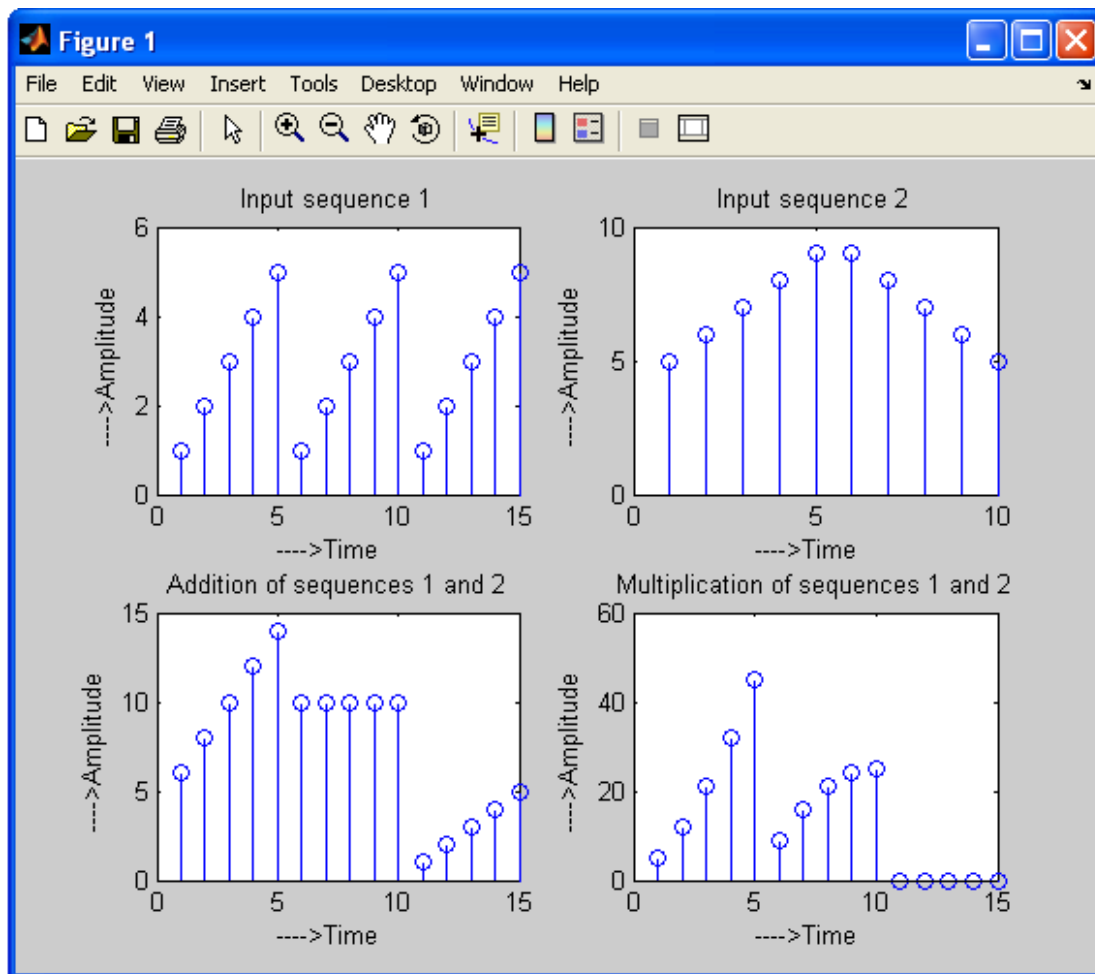 Figure 1
File Edit View Insert Tools Desktop Window Help
Input sequence 1
6
4
2
0
0 5 10 15
---->Amplitude
---->Time
Input sequence 2
10
5
0
0 5 10
---->Amplitude
---->Time
Addition of sequences 1 and 2
15
10
5
0
0 5 10 15
---->Amplitude
---->Time
Multiplication of sequences 1 and 2
60
40
20
0
0 5 10 15
---->Amplitude
---->Time